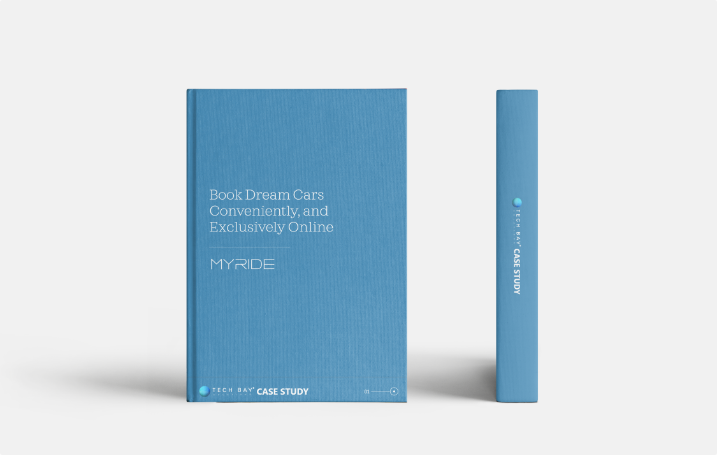 Book Dream Cars
Conveniently, and
Exclusively Online
MYRIDE
TECH BAY CASE STUDY
TECH BAY CASE STUDY